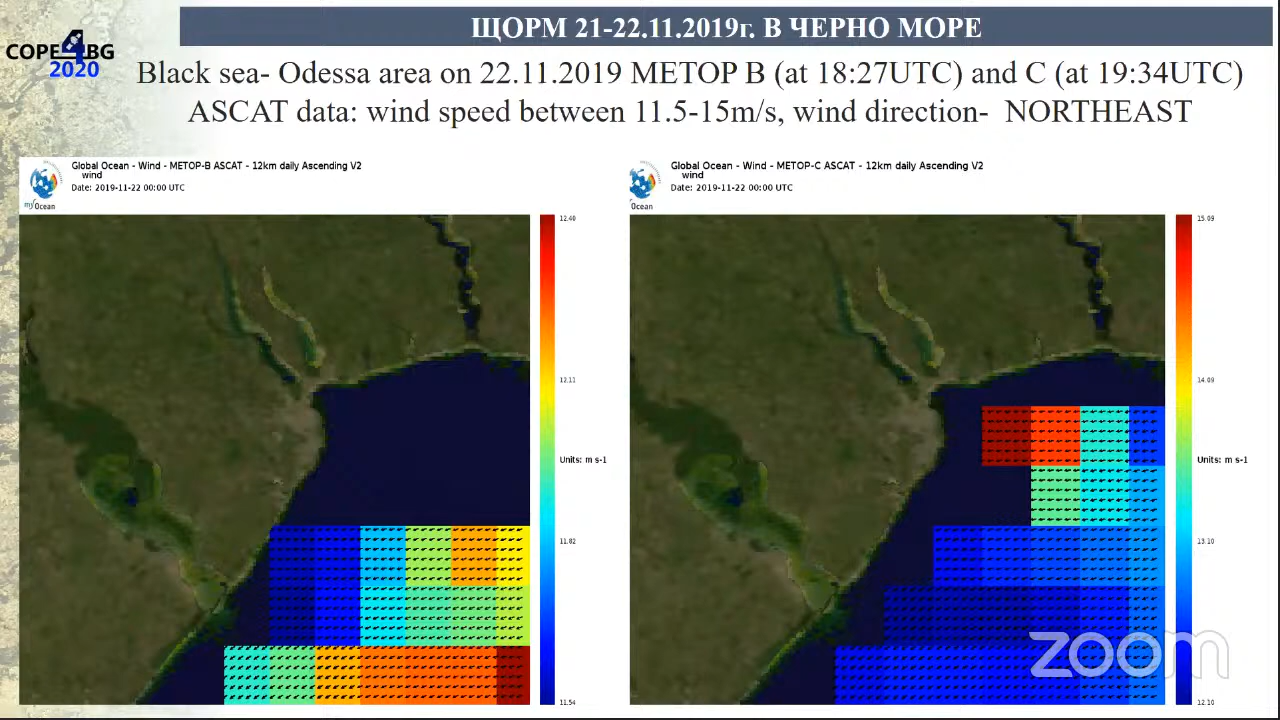 ЩОРМ 21-22.11.2019г. В ЧЕРНО МОРЕ
COPE4BG
2020
Black sea- Odessa area on 22.11.2019 METOP B (at 18:27UTC) and C (at 19:34UTC)
ASCAT data: wind speed between 11.5-15m/s, wind direction- NORTHEAST
Global Ocean - Wind - METOP-B ASCAT - 12km daily Ascending V2
wind
Date: 2019-11-22 00:00 UTC
my Ocean
12.40
12.11
Units: m s-1
11.82
11.54
Global Ocean - Wind - METOP-C ASCAT - 12km daily Ascending V2
wind
Date: 2019-11-22 00:00 UTC
Ocean
15.09
14.09
Units: m s-1
13.10
12.10
zoom